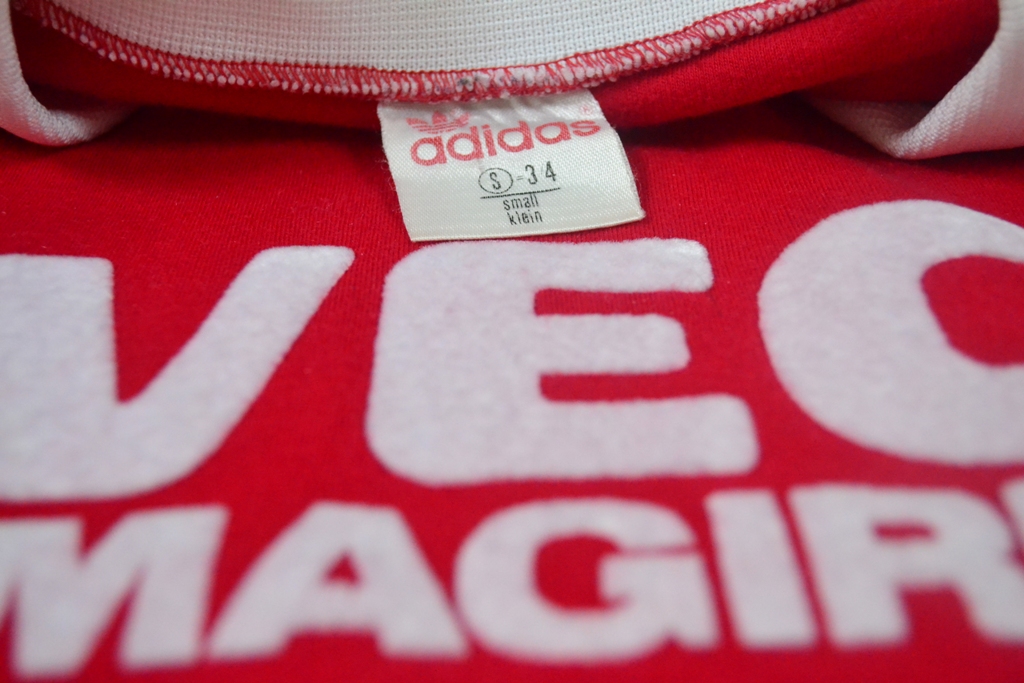 adidas
S - 34
small
klein
VEC
MAGIR